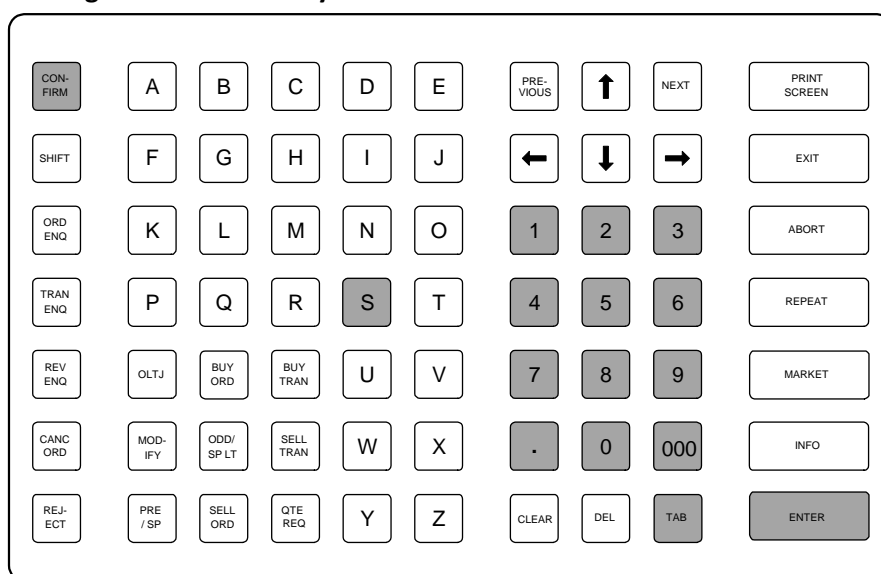 CON-
FIRM
A B C D E
PRE-
VIOUS
NEXT
PRINT
SCREEN
SHIFT
F G H I J
EXIT
ORD
ENQ
K L M N O
1 2 3
ABORT
TRAN
ENQ
P Q R S T
4 5 6
REPEAT
REV
ENQ
OLTJ
BUY
ORD
BUY
TRAN
U V
7 8 9
MARKET
CANC
ORD
MOD-
IFY
ODD/
SP LT
SELL
TRAN
W X
. 0 000
INFO
REJ-
ECT
PRE
/ SP
SELL
ORD
QTE
REQ
Y Z
CLEAR
DEL
TAB
ENTER